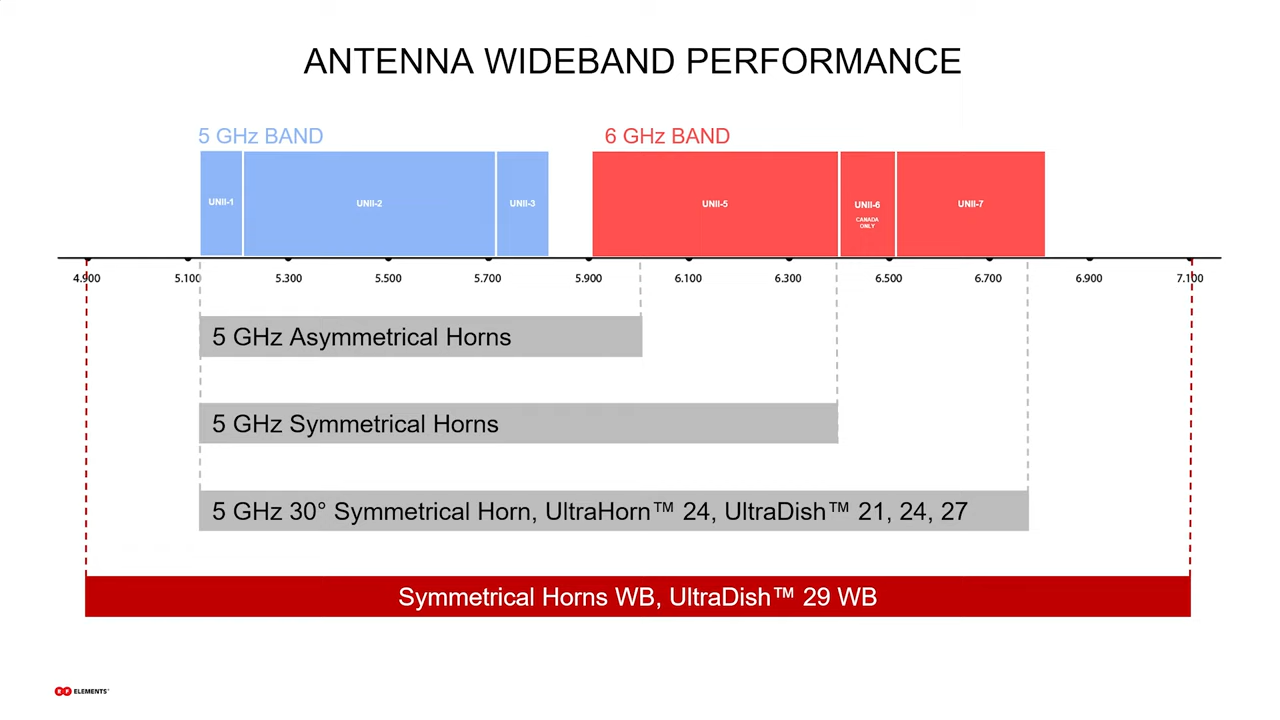 ANTENNA WIDEBAND PERFORMANCE
5 GHz BAND
6 GHz BAND
UNII-1
UNII-2
UNII-3
UNII-5
UNII-6
CANADA
ONLY
UNII-7
4.900 5.100 5.300 5.500 5.700 5.900 6.100 6.300 6.500 6.700 6.900 7.100
5 GHz Asymmetrical Horns
5 GHz Symmetrical Horns
5 GHz 30° Symmetrical Horn, UltraHorn™ 24, UltraDish™ 21, 24, 27
Symmetrical Horns WB, UltraDish™ 29 WB
RF ELEMENTS